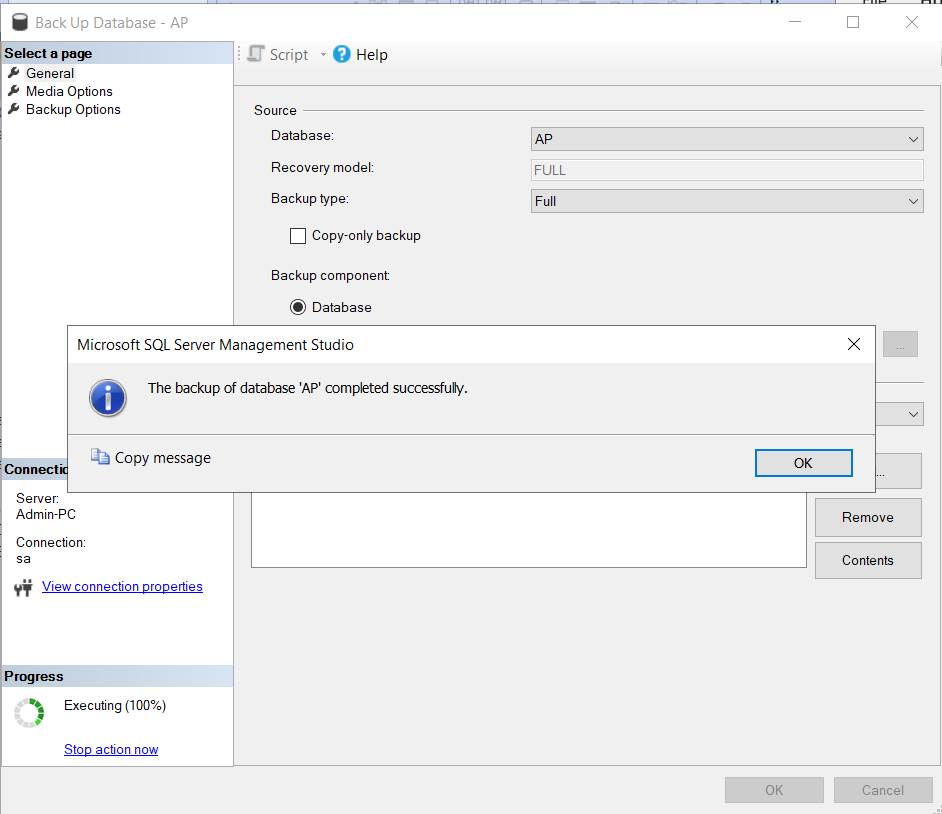 Back Up Database - AP
Select a page
General
Media Options
Backup Options
Script
Help
Source
Database:
AP
Recovery model:
FULL
Backup type:
Full
Copy-only backup
Backup component:
Database
...
Microsoft SQL Server Management Studio
The backup of database 'AP' completed successfully.
Copy message
OK
...
Remove
Contents
Connectio
Server:
Admin-PC
Connection:
sa
View connection properties
Progress
Executing (100%)
Stop action now
OK
Cancel